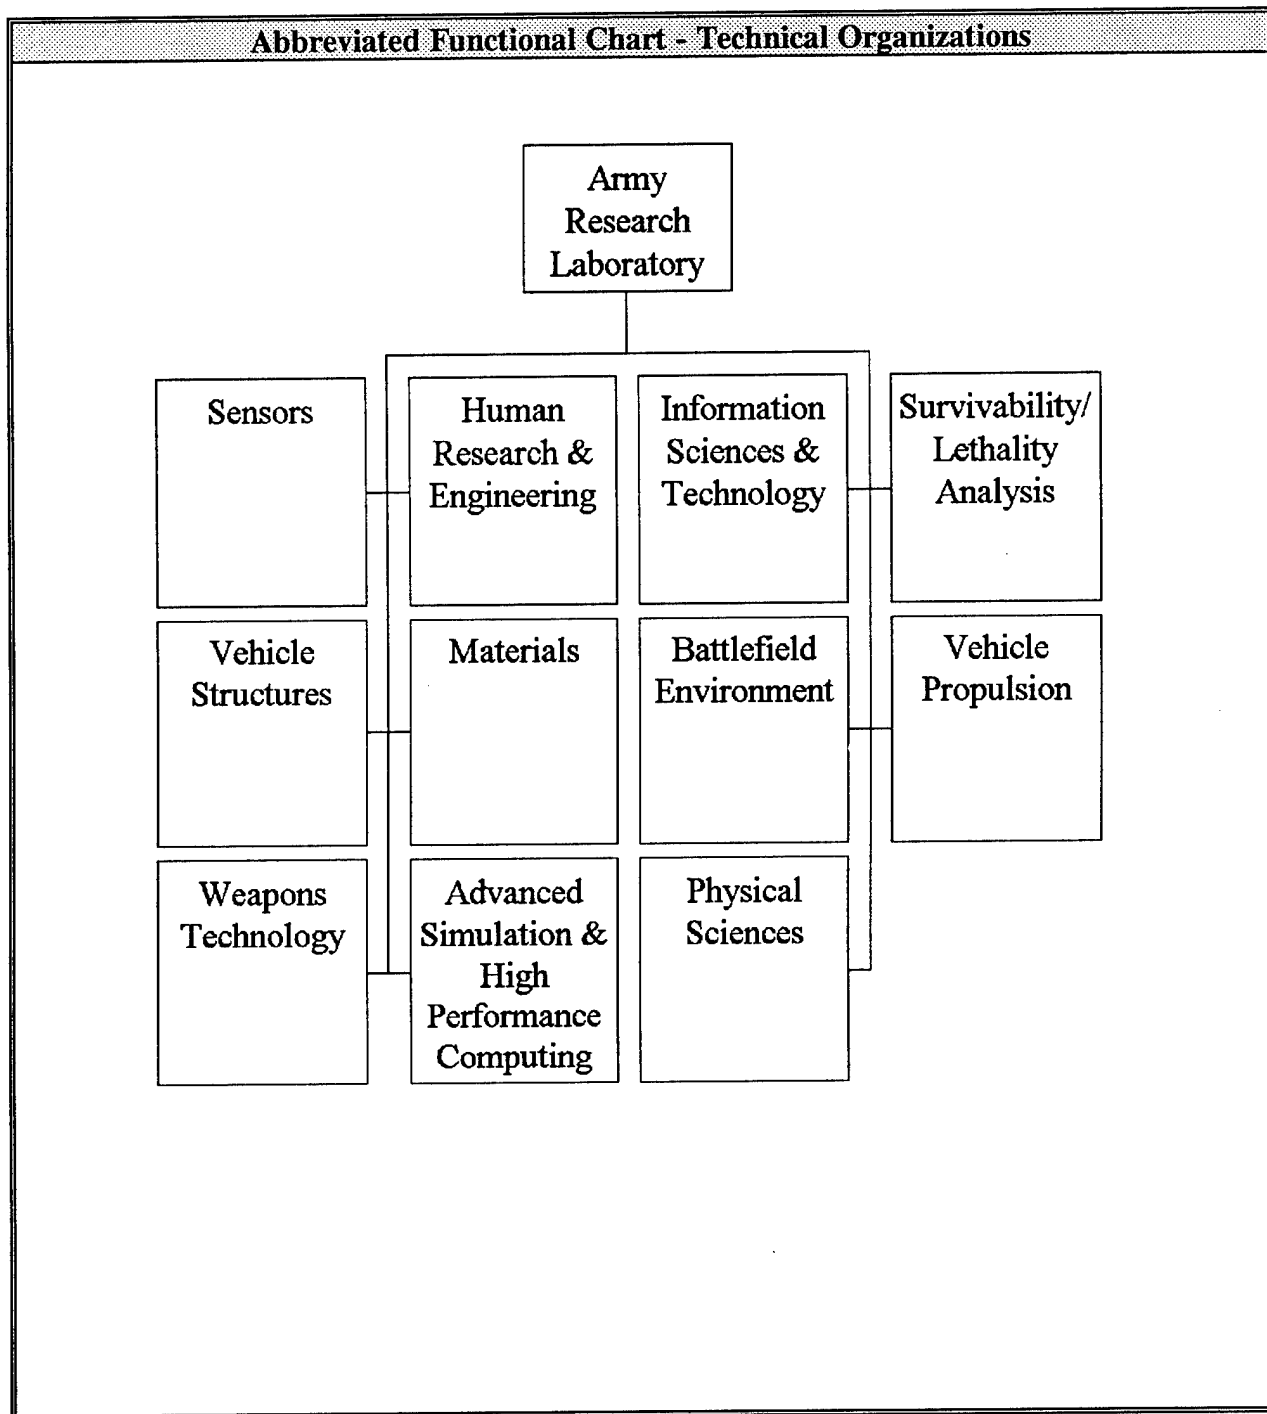 Abbreviated Functional Chart - Technical Organizations
Army
Research
Laboratory
Sensors
Human
Research &
Engineering
Information
Sciences &
Technology
Survivability/
Lethality
Analysis
Vehicle
Structures
Materials
Battlefield
Environment
Vehicle
Propulsion
Weapons
Technology
Advanced
Simulation &
High
Performance
Computing
Physical
Sciences